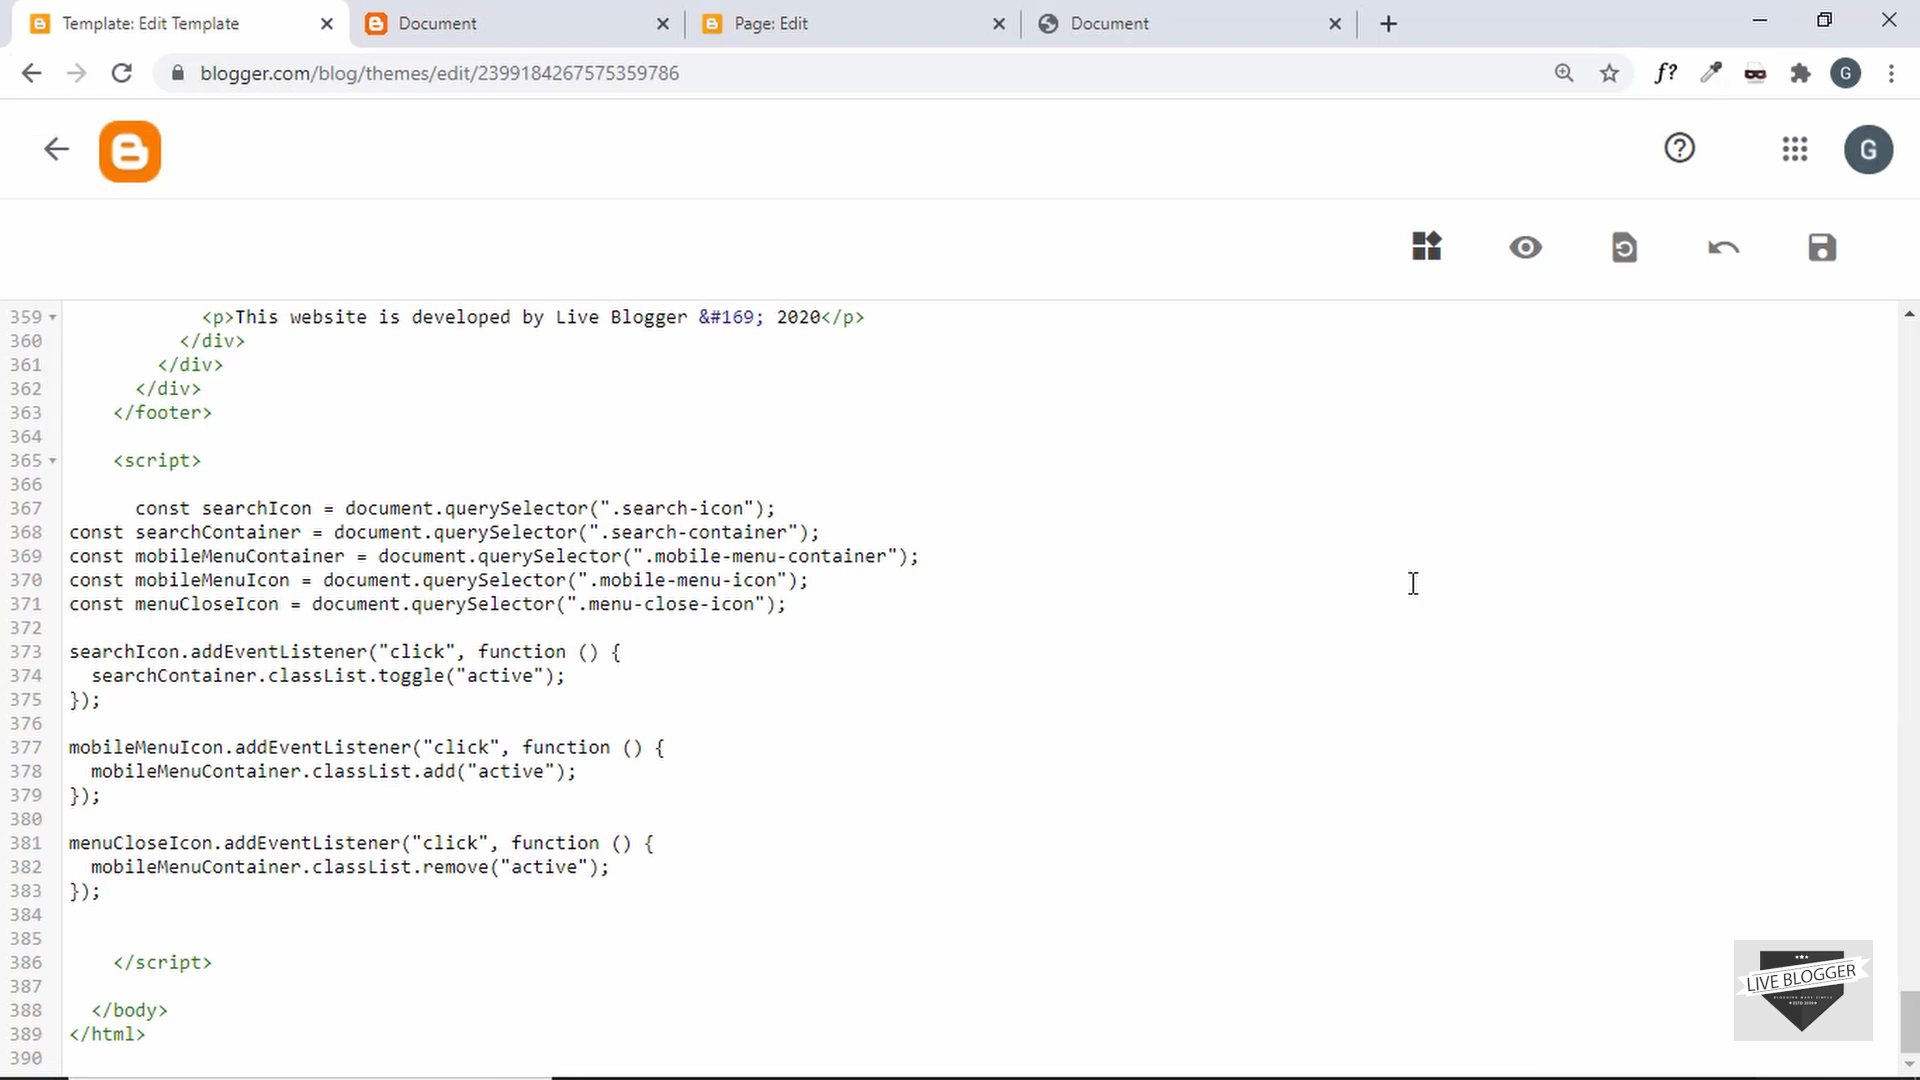 Template: Edit Template
Document
Page: Edit
Document
blogger.com/blog/themes/edit/2399184267575359786
f?
G
G
359 <p>This website is developed by Live Blogger &#169; 2020</p>
360 </div>
361 </div>
362 </div>
363 </footer>
364
365 <script>
366
367 const searchIcon = document.querySelector(".search-icon");
368 const searchContainer = document.querySelector(".search-container");
369 const mobileMenuContainer = document.querySelector(".mobile-menu-container");
370 const mobileMenuIcon = document.querySelector(".mobile-menu-icon");
371 const menuCloseIcon = document.querySelector(".menu-close-icon");
372
373 searchIcon.addEventListener("click", function () {
374 searchContainer.classList.toggle("active");
375 });
376
377 mobileMenuIcon.addEventListener("click", function () {
378 mobileMenuContainer.classList.add("active");
379 });
380
381 menuCloseIcon.addEventListener("click", function () {
382 mobileMenuContainer.classList.remove("active");
383 });
384
385
386 </script>
387
388 </body>
389 </html>
390
LIVE BLOGGER